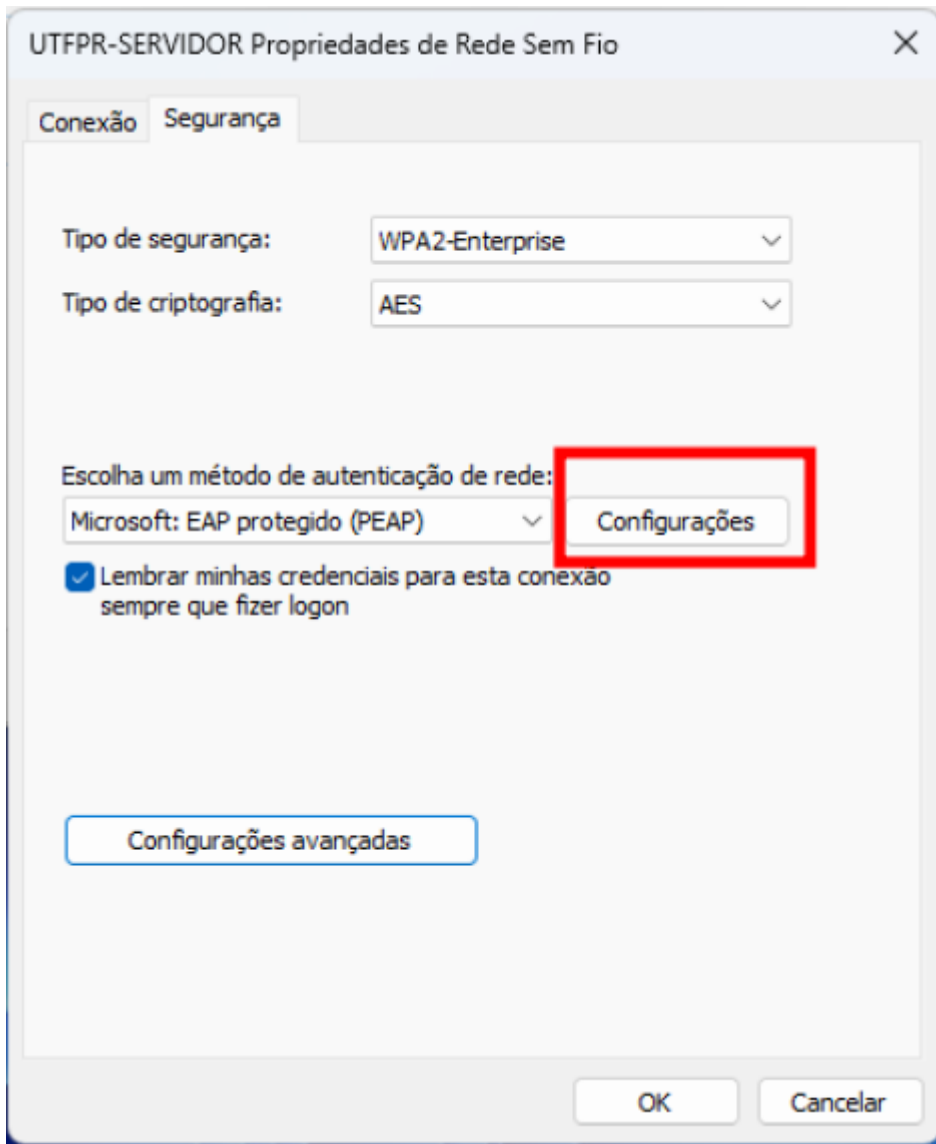 UTFPR-SERVIDOR Propriedades de Rede Sem Fio
Conexão Segurança
Tipo de segurança: WPA2-Enterprise
Tipo de criptografia: AES
Escolha um método de autenticação de rede:
Microsoft: EAP protegido (PEAP) Configurações
Lembrar minhas credenciais para esta conexão
sempre que fizer logon
Configurações avançadas
OK Cancelar